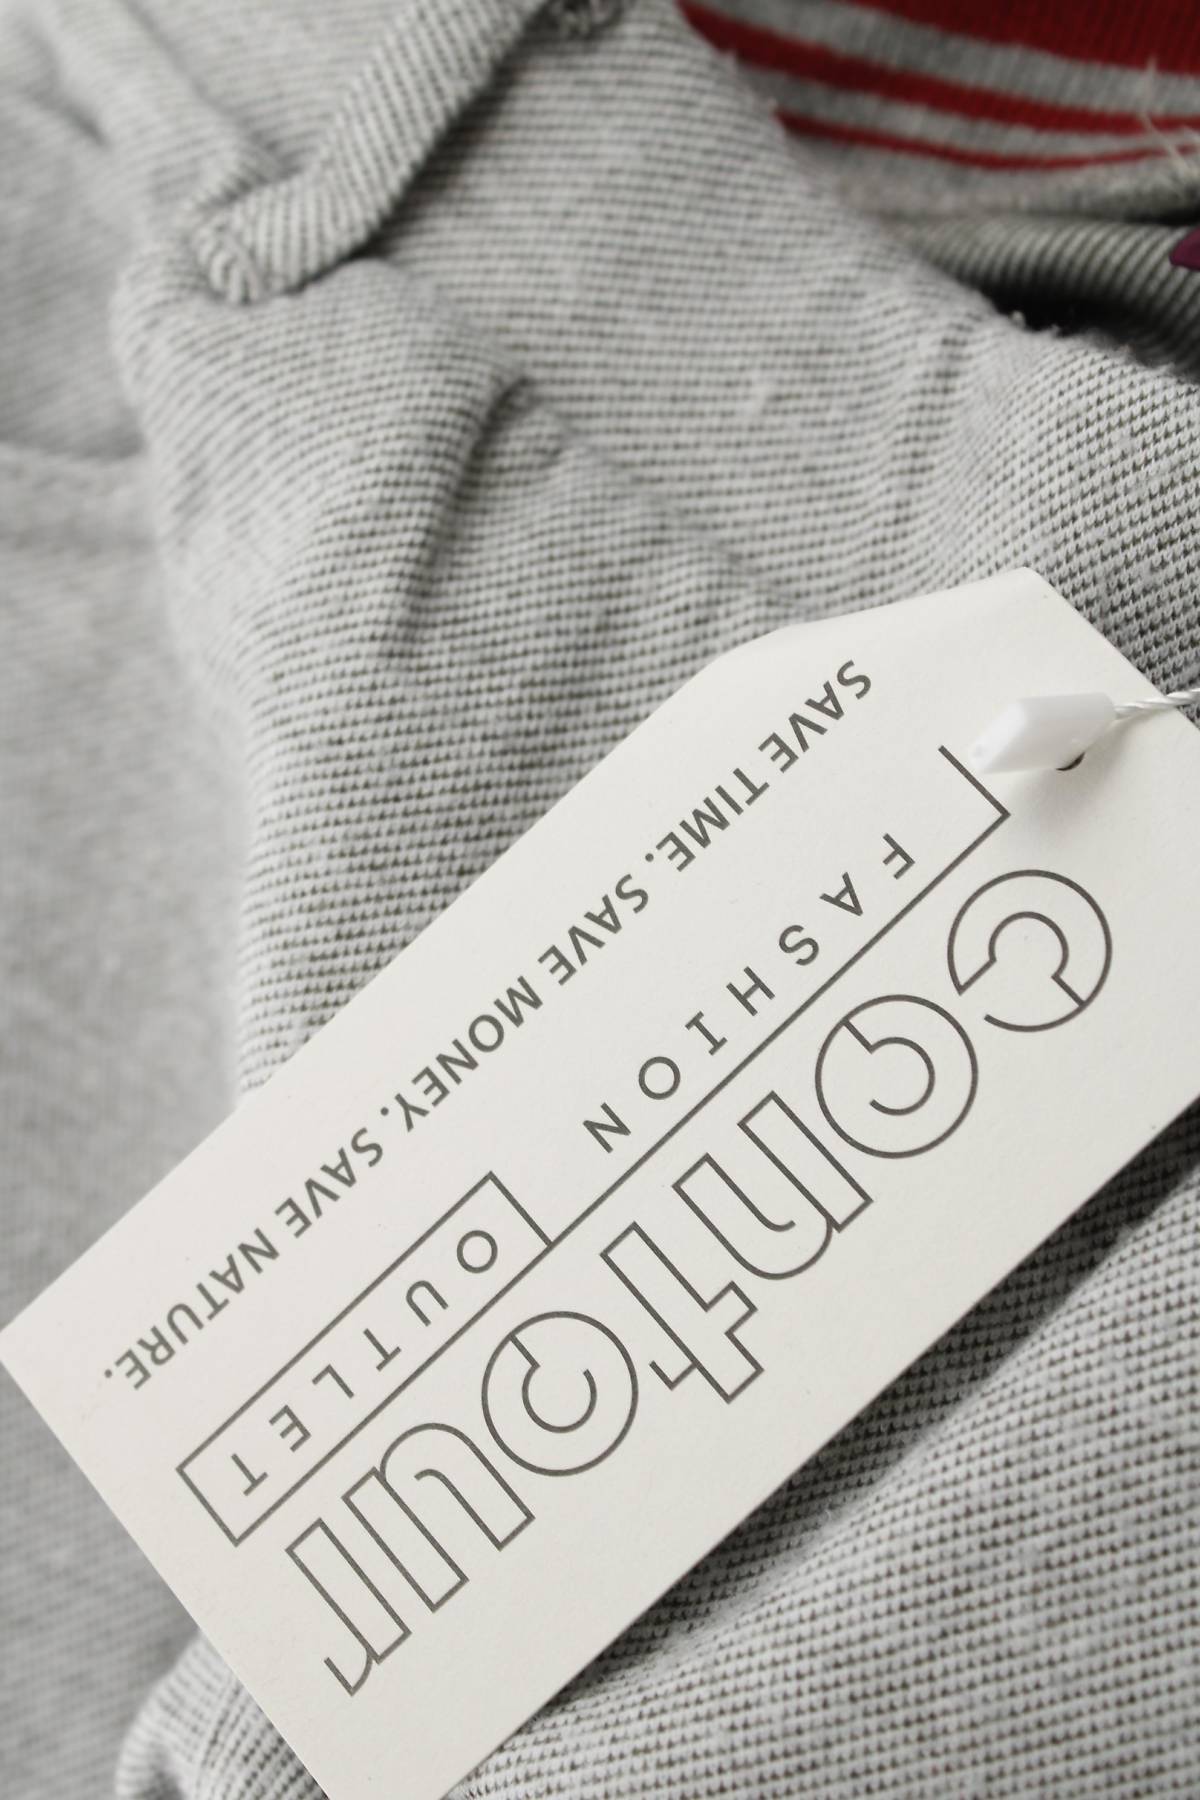 contour
FASHION
OUTLET
SAVE TIME. SAVE MONEY. SAVE NATURE.